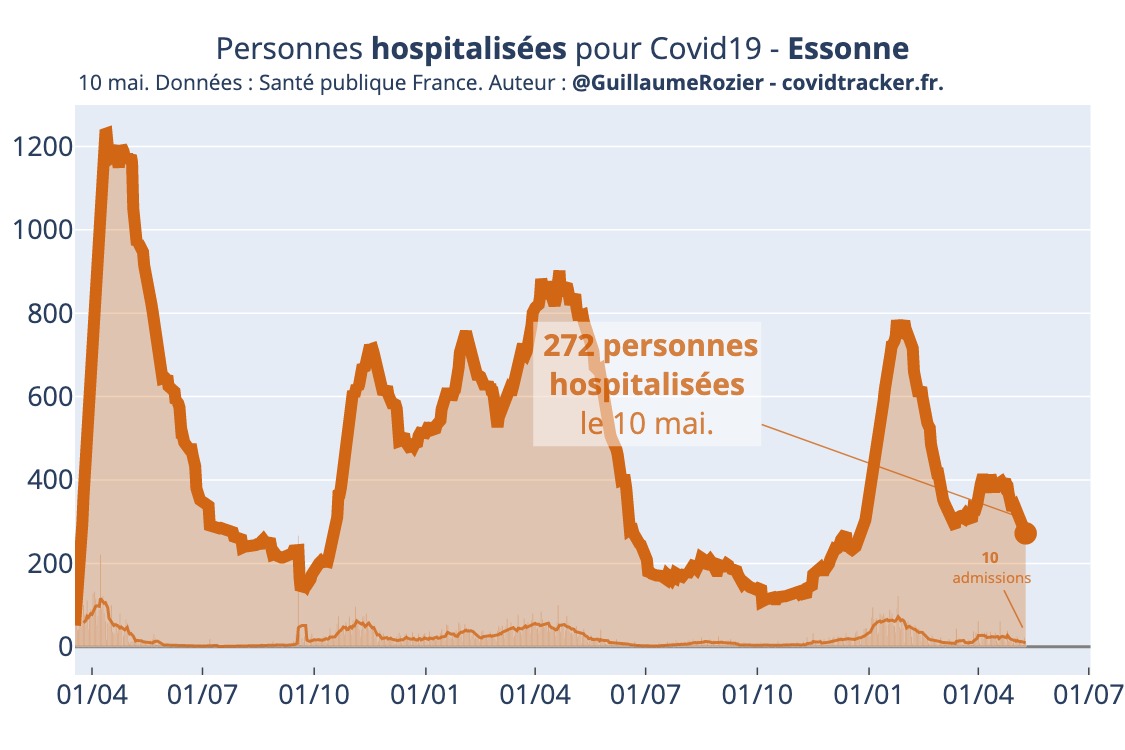 Personnes hospitalisées pour Covid19 - Essonne
10 mai. Données : Santé publique France. Auteur : @GuillaumeRozier - covidtracker.fr.
1200
1000
800
600
400
200
0
272 personnes
hospitalisées
le 10 mai.
10
admissions
01/04 01/07 01/10 01/01 01/04 01/07 01/10 01/01 01/04 01/07